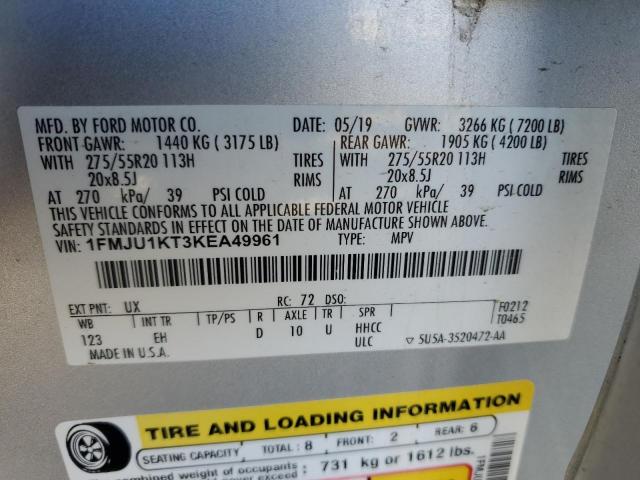 MFD. BY FORD MOTOR CO. DATE: 05/19 GVWR: 3266 KG ( 7200 LB)
FRONT GAWR: 1440 KG ( 3175 LB) REAR GAWR: 1905 KG ( 4200 LB)
WITH 275/55R20 113H TIRES WITH 275/55R20 113H TIRES
20x8.5J RIMS 20x8.5J RIMS
AT 270 kPa/ 39 PSI COLD AT 270 kPa/ 39 PSI COLD
THIS VEHICLE CONFORMS TO ALL APPLICABLE FEDERAL MOTOR VEHICLE
SAFETY STANDARDS IN EFFECT ON THE DATE OF MANUFACTURE SHOWN ABOVE.
VIN: 1FMJU1KT3KEA49961 TYPE: MPV
EXT PNT: UX RC: 72 DSO: F0212
WB INT TR TP/PS R AXLE TR SPR T0465
123 EH D 10 U HHCC
ULC
MADE IN U.S.A. ▽ 5U5A-3520472-AA
TIRE AND LOADING INFORMATION
SEATING CAPACITY TOTAL: 8 FRONT: 2 REAR: 6
combined weight of occupants
exceed: 731 kg or 1612 lbs.